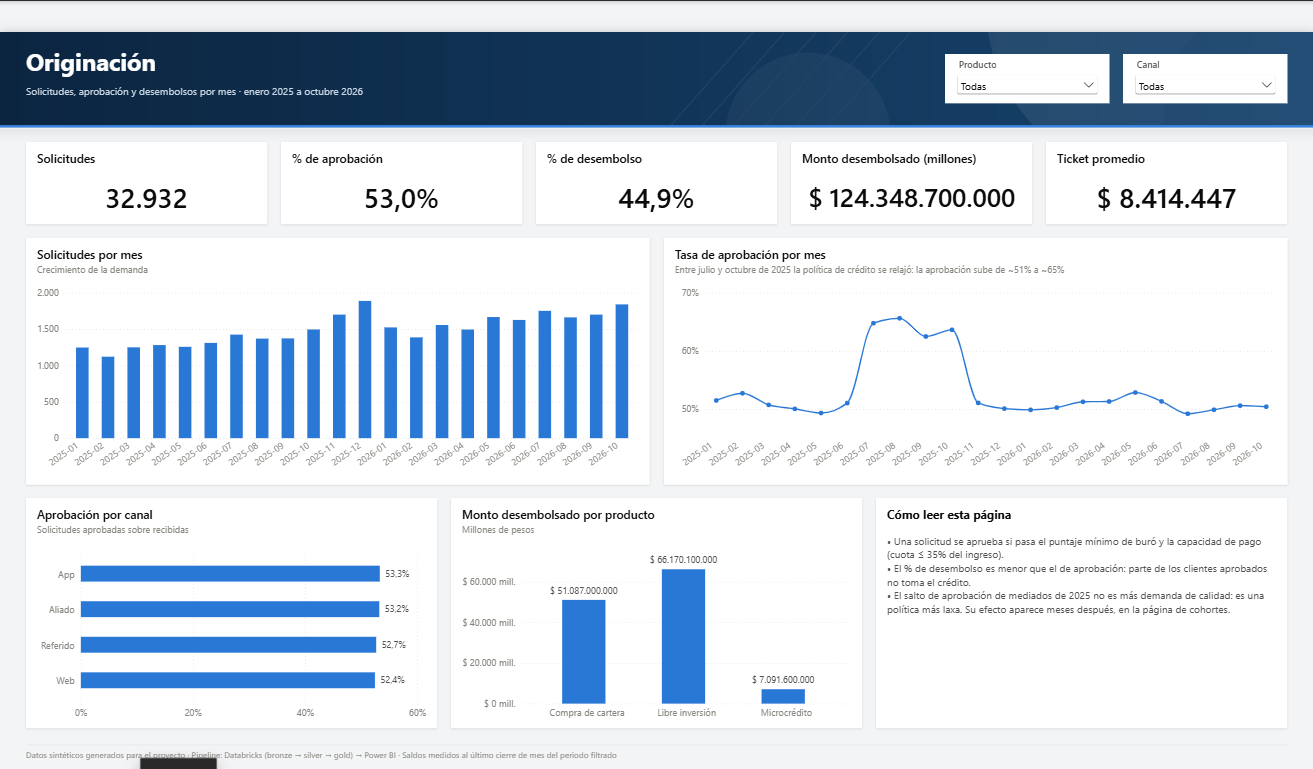 Originación
Solicitudes, aprobación y desembolsos por mes · enero 2025 a octubre 2026
Producto
Todas
Canal
Todas
Solicitudes
32.932
% de aprobación
53,0%
% de desembolso
44,9%
Monto desembolsado (millones)
$ 124.348.700.000
Ticket promedio
$ 8.414.447
Solicitudes por mes
Crecimiento de la demanda
2.000
1.500
1.000
500
0
2025-01
2025-02
2025-03
2025-04
2025-05
2025-06
2025-07
2025-08
2025-09
2025-10
2025-11
2025-12
2026-01
2026-02
2026-03
2026-04
2026-05
2026-06
2026-07
2026-08
2026-09
2026-10
Tasa de aprobación por mes
Entre julio y octubre de 2025 la política de crédito se relajó: la aprobación sube de ~51% a ~65%
70%
60%
50%
2025-01
2025-02
2025-03
2025-04
2025-05
2025-06
2025-07
2025-08
2025-09
2025-10
2025-11
2025-12
2026-01
2026-02
2026-03
2026-04
2026-05
2026-06
2026-07
2026-08
2026-09
2026-10
Aprobación por canal
Solicitudes aprobadas sobre recibidas
App
53,3%
Aliado
53,2%
Referido
52,7%
Web
52,4%
0%
20%
40%
60%
Monto desembolsado por producto
Millones de pesos
$ 60.000 mill.
$ 40.000 mill.
$ 20.000 mill.
$ 0 mill.
$ 51.087.000.000
$ 66.170.100.000
$ 7.091.600.000
Compra de cartera
Libre inversión
Microcrédito
Cómo leer esta página
• Una solicitud se aprueba si pasa el puntaje mínimo de buró y la capacidad de pago
(cuota ≤ 35% del ingreso).
• El % de desembolso es menor que el de aprobación: parte de los clientes aprobados
no toma el crédito.
• El salto de aprobación de mediados de 2025 no es más demanda de calidad: es una
política más laxa. Su efecto aparece meses después, en la página de cohortes.
Datos sintéticos generados para el proyecto · Pipeline: Databricks (bronze → silver → gold) → Power BI · Saldos medidos al último cierre de mes del periodo filtrado